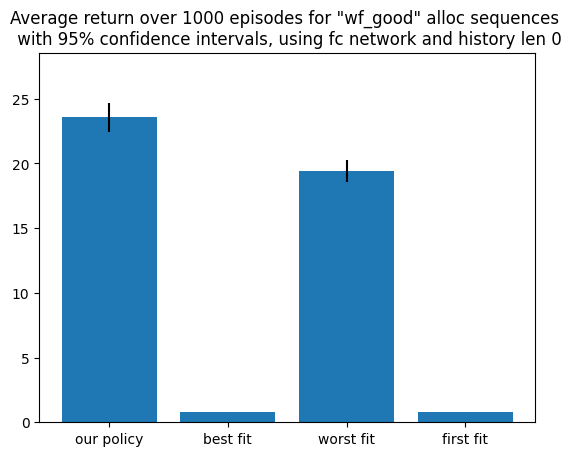 Average return over 1000 episodes for "wf_good" alloc sequences
with 95% confidence intervals, using fc network and history len 0
25
20
15
10
5
0
our policy best fit worst fit first fit